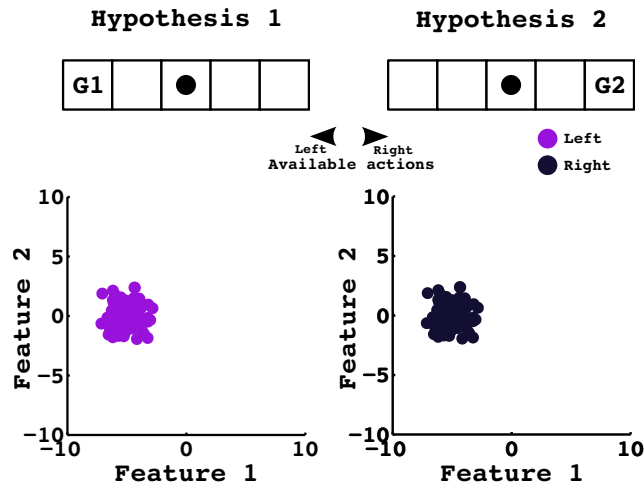 Hypothesis 1
Hypothesis 2
G1
G2
Left
Right
Available actions
Left
Right
10
5
0
−5
−10
Feature 2
−10
0
10
Feature 1
10
5
0
−5
−10
Feature 2
−10
0
10
Feature 1